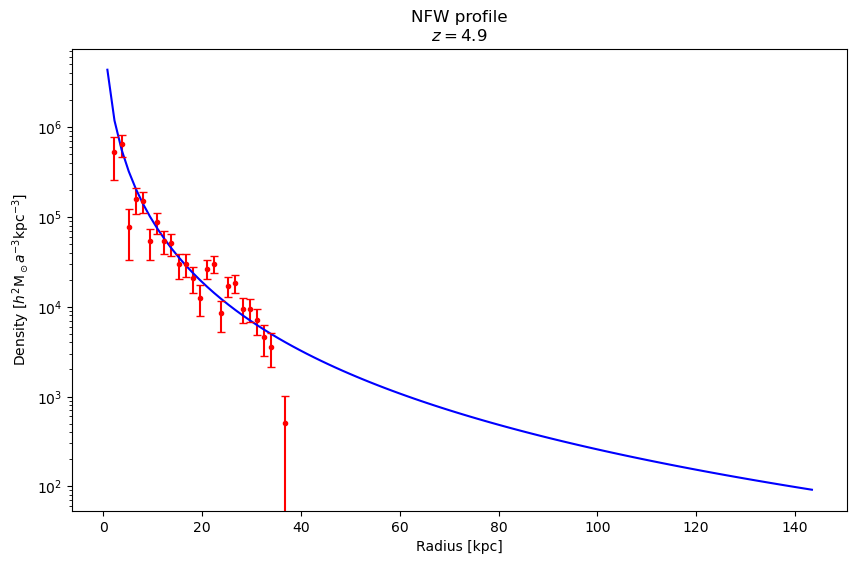 NFW profile
z = 4.9
Density [h²M⊙a⁻³kpc⁻³]
10⁶
10⁵
10⁴
10³
10²
0 20 40 60 80 100 120 140
Radius [kpc]